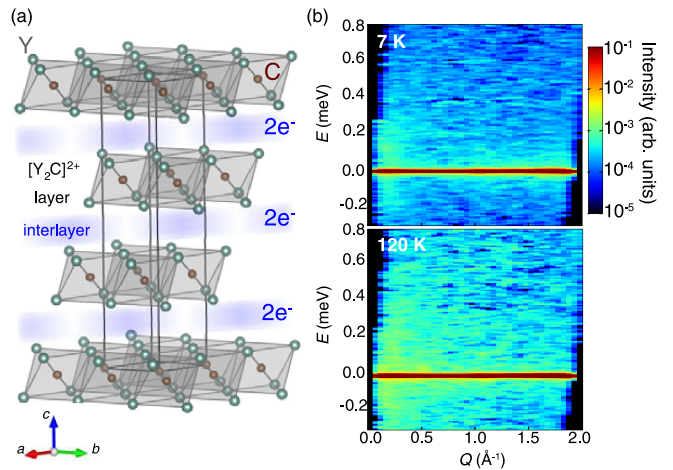 (a)
Y
C
2e-
[Y2C]2+
layer
interlayer
2e-
2e-
c
a
b
(b)
7 K
E (meV)
0.8
0.6
0.4
0.2
0.0
-0.2
10-1
10-2
10-3
10-4
10-5
Intensity (arb. units)
120 K
E (meV)
0.8
0.6
0.4
0.2
0.0
-0.2
0.0
0.5
1.0
1.5
2.0
Q (Å-1)